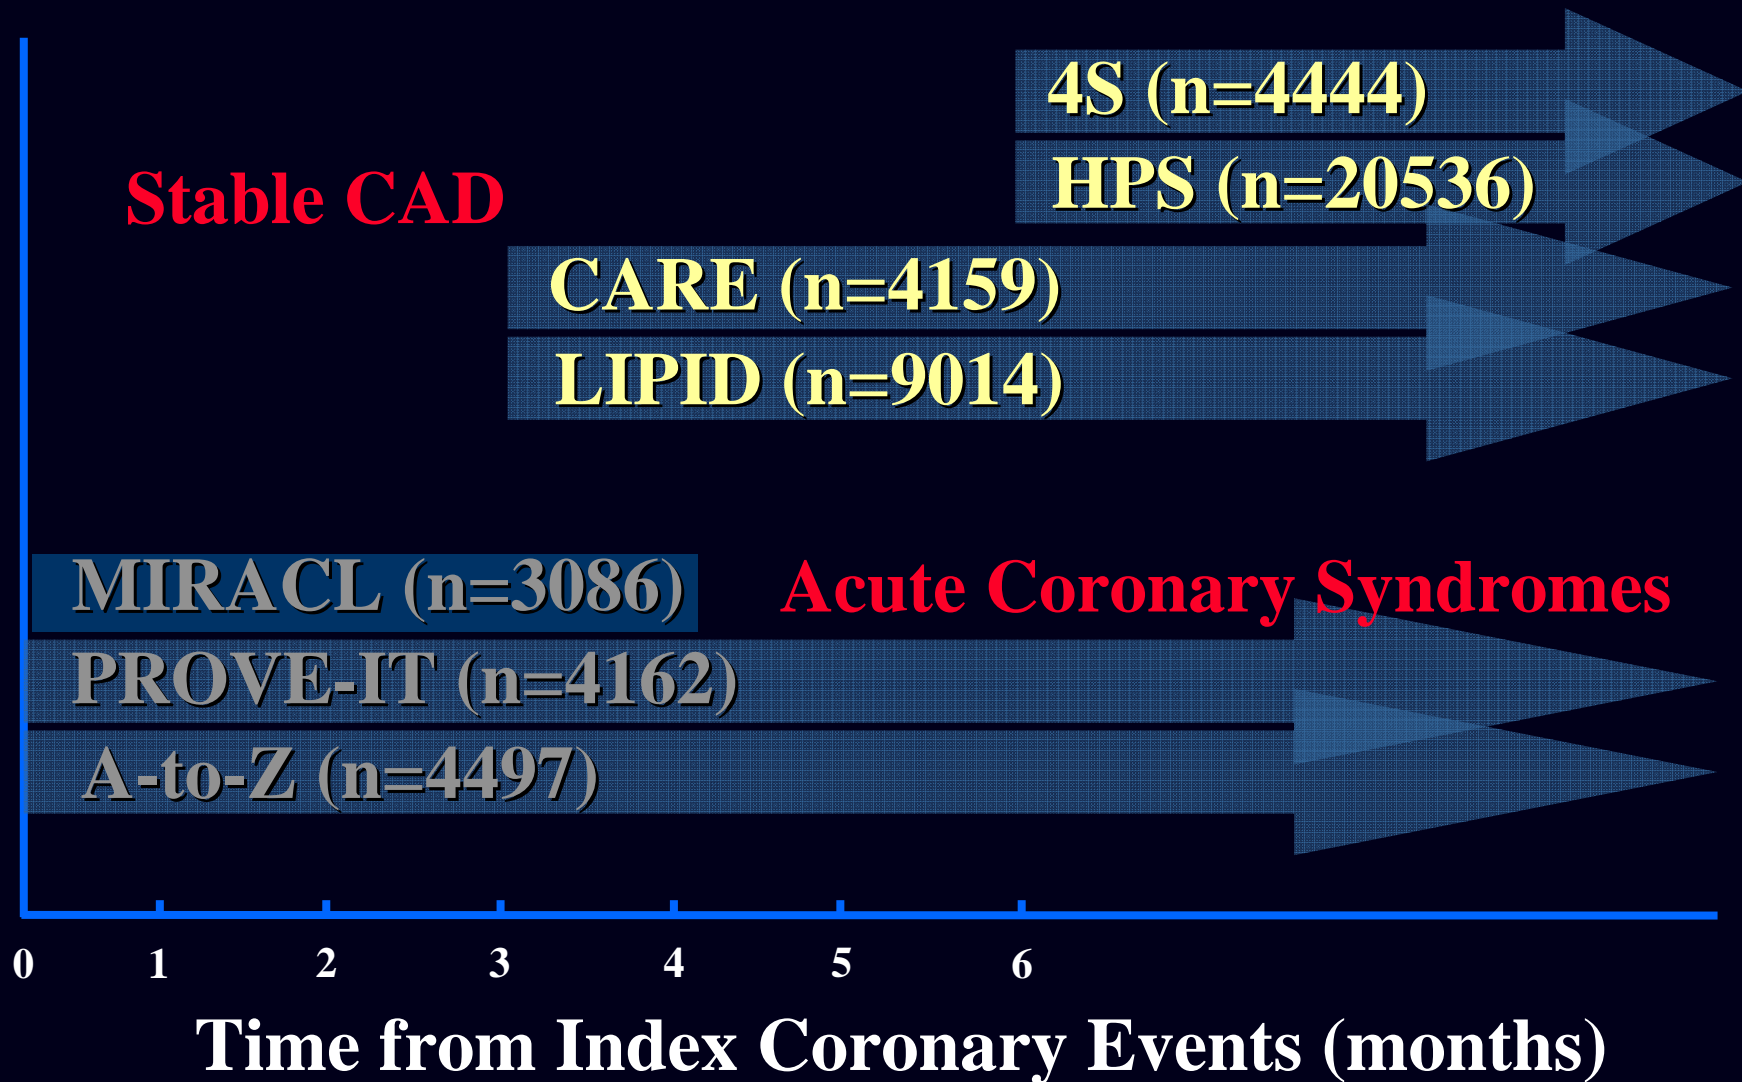 4S (n=4444)
HPS (n=20536)
Stable CAD
CARE (n=4159)
LIPID (n=9014)
MIRACL (n=3086)
Acute Coronary Syndromes
PROVE-IT (n=4162)
A-to-Z (n=4497)
0 1 2 3 4 5 6
Time from Index Coronary Events (months)